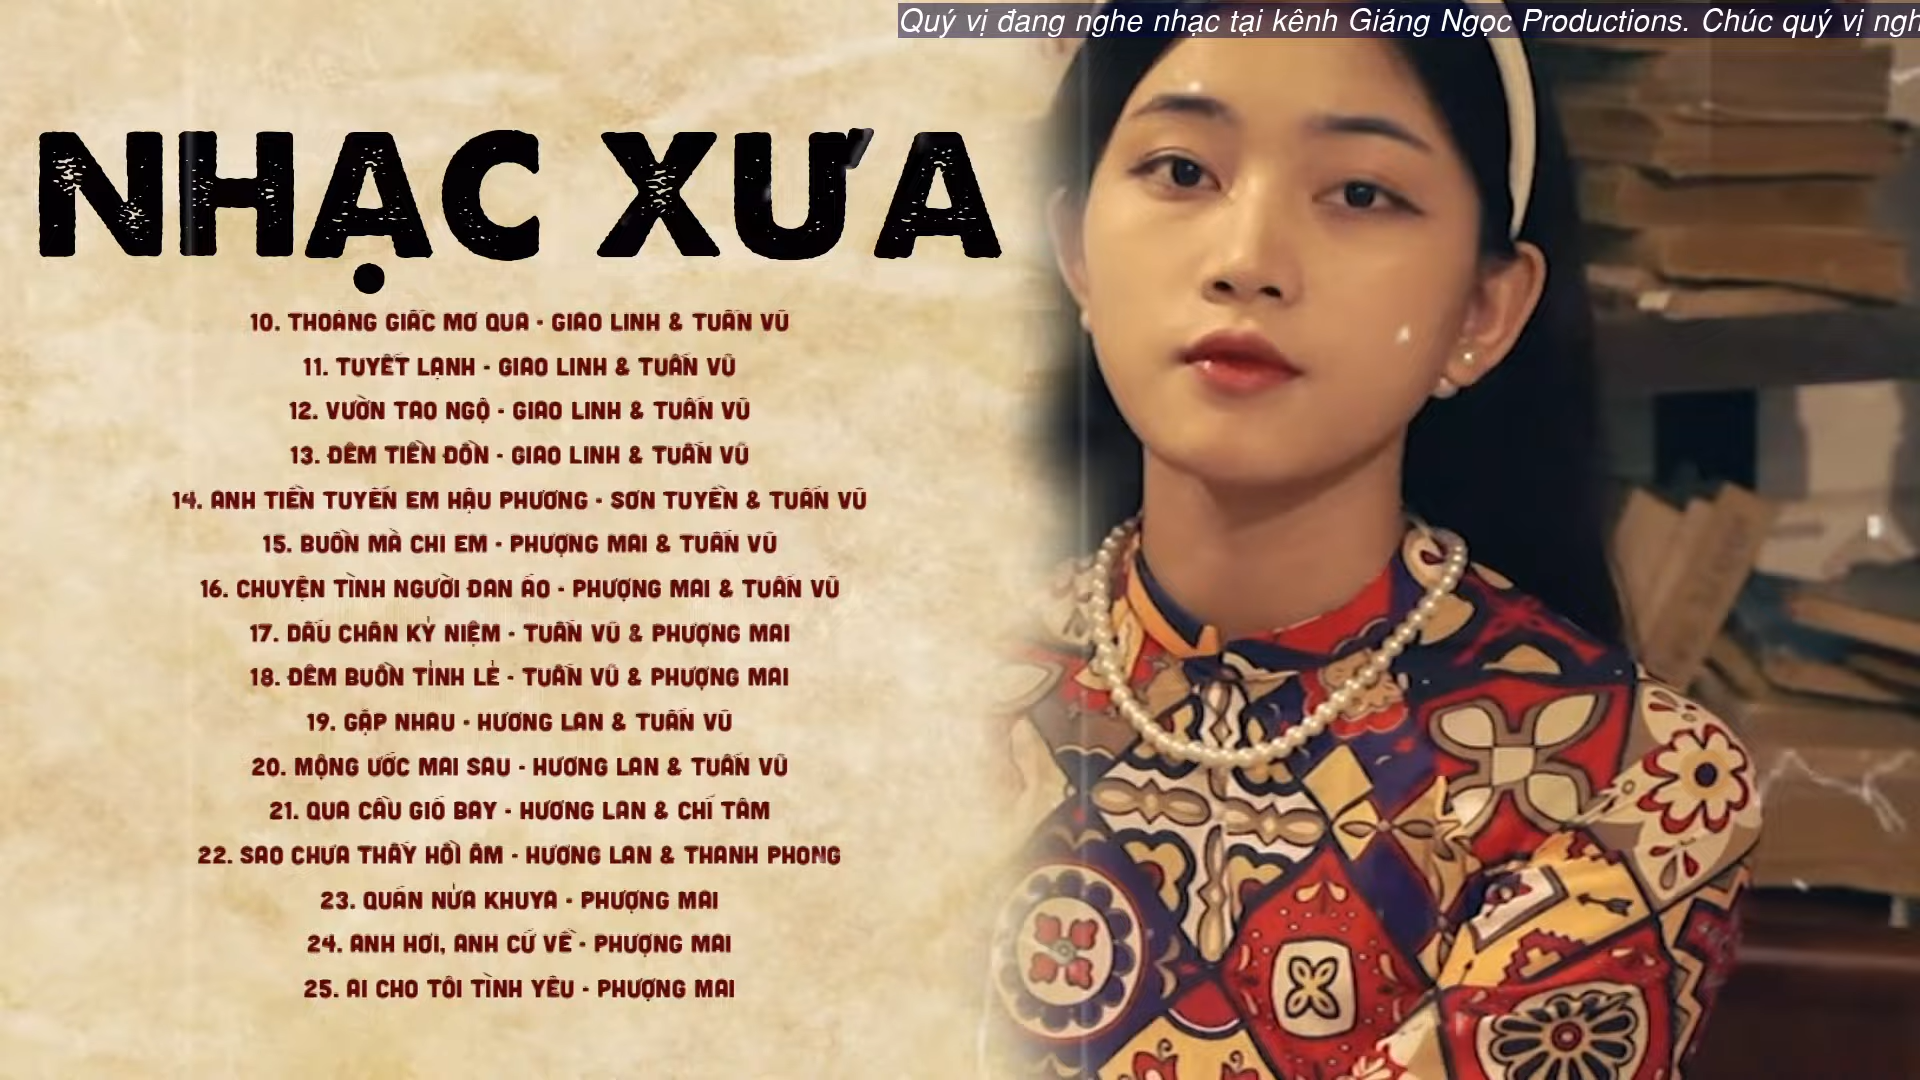 Quý vị đang nghe nhạc tại kênh Giáng Ngọc Productions. Chúc quý vị ngh
NHẠC XƯA
10. THOÁNG GIẤC MƠ QUA - GIAO LINH & TUẤN VŨ
11. TUYẾT LẠNH - GIAO LINH & TUẤN VŨ
12. VƯỜN TAO NGỘ - GIAO LINH & TUẤN VŨ
13. ĐÊM TIỀN ĐỒN - GIAO LINH & TUẤN VŨ
14. ANH TIỀN TUYẾN EM HẬU PHƯƠNG - SƠN TUYỀN & TUẤN VŨ
15. BUỒN MÀ CHI EM - PHƯỢNG MAI & TUẤN VŨ
16. CHUYỆN TÌNH NGƯỜI ĐAN ÁO - PHƯỢNG MAI & TUẤN VŨ
17. DẤU CHÂN KỶ NIỆM - TUẤN VŨ & PHƯỢNG MAI
18. ĐÊM BUỒN TỈNH LẺ - TUẤN VŨ & PHƯỢNG MAI
19. GẶP NHAU - HƯƠNG LAN & TUẤN VŨ
20. MỘNG ƯỚC MAI SAU - HƯƠNG LAN & TUẤN VŨ
21. QUA CẦU GIÓ BAY - HƯƠNG LAN & CHÍ TÂM
22. SAO CHƯA THẤY HỒI ÂM - HƯƠNG LAN & THANH PHONG
23. QUÁN NỬA KHUYA - PHƯỢNG MAI
24. ANH HƠI, ANH CỨ VỀ - PHƯỢNG MAI
25. AI CHO TÔI TÌNH YÊU - PHƯỢNG MAI